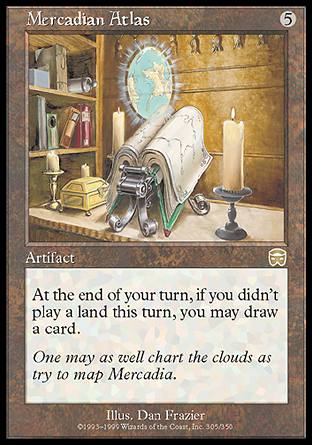 Mercadian Atlas 5
Artifact
At the end of your turn, if you didn't
play a land this turn, you may draw
a card.
One may as well chart the clouds as
try to map Mercadia.
Illus. Dan Frazier
©1993–1999 Wizards of the Coast, Inc. 305/350